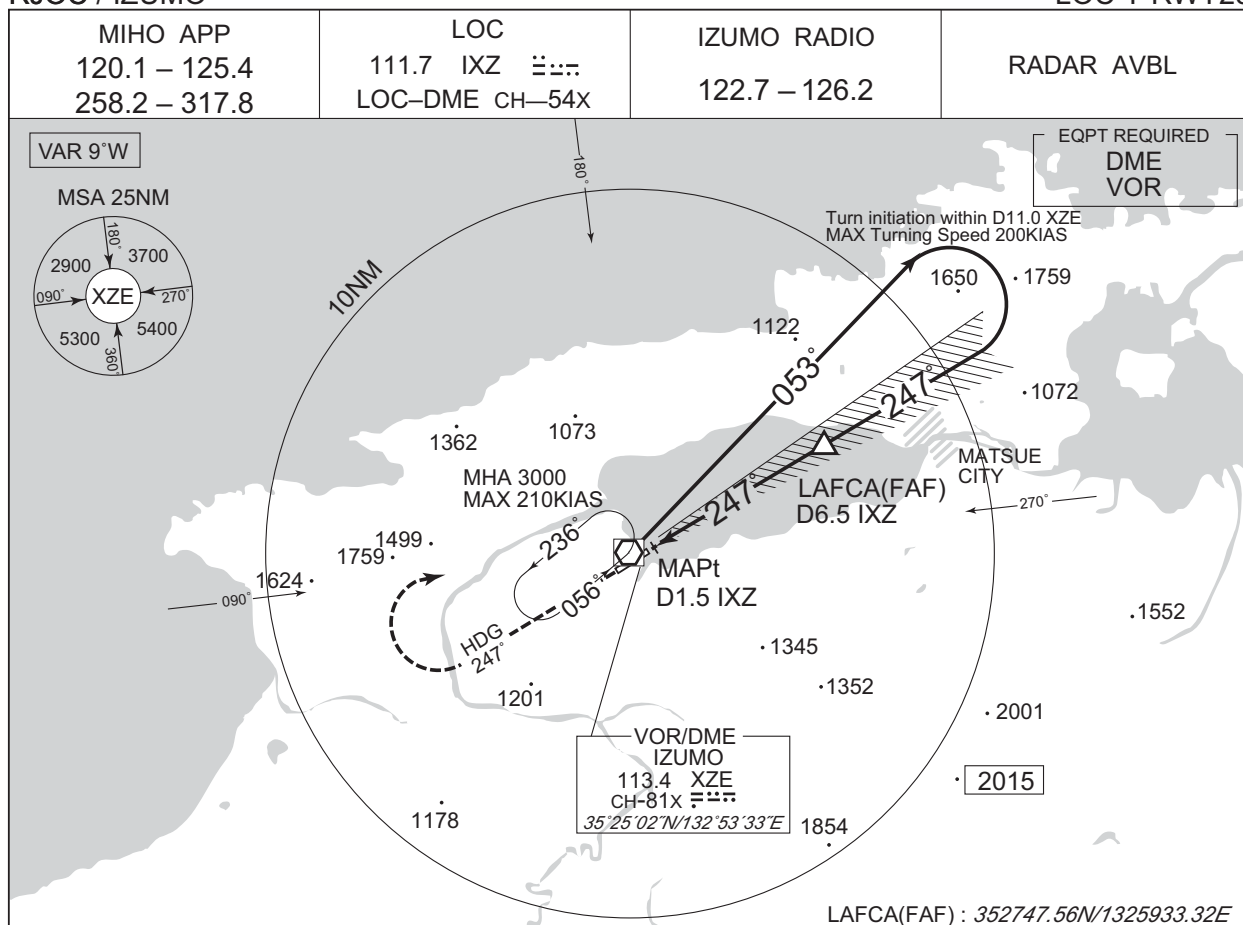 RJOC / IZUMO
MIHO APP
120.1 – 125.4
258.2 – 317.8
LOC
111.7 IXZ
LOC–DME CH—54X
IZUMO RADIO
122.7 – 126.2
RADAR AVBL
VAR 9°W
EQPT REQUIRED
DME
VOR
MSA 25NM
180°
2900
3700
090°
XZE
270°
5300
5400
360°
180°
10NM
Turn initiation within D11.0 XZE
MAX Turning Speed 200KIAS
1650
1759
1122
053°
247°
1072
1362
1073
MATSUE
CITY
MHA 3000
MAX 210KIAS
LAFCA(FAF)
D6.5 IXZ
247°
270°
236°
1499
1759
1624
MAPt
D1.5 IXZ
056°
090°
1552
HDG
247°
1345
1352
1201
2001
VOR/DME
IZUMO
113.4 XZE
CH-81X
35°25′02″N/132°53′33″E
2015
1178
1854
LAFCA(FAF) : 352747.56N/1325933.32E